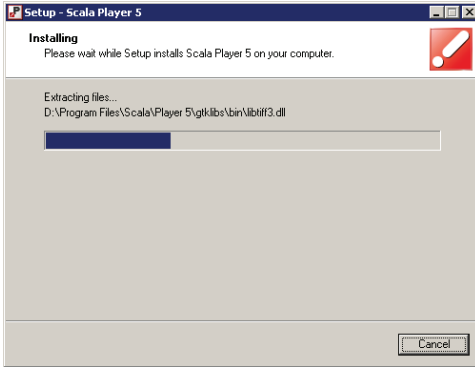 Setup - Scala Player 5
Installing
Please wait while Setup installs Scala Player 5 on your computer.
Extracting files...
D:\Program Files\Scala\Player 5\gtklibs\bin\libtiff3.dll
Cancel